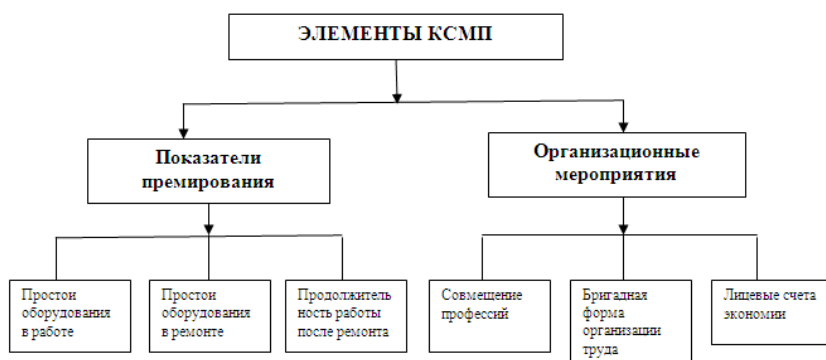 ЭЛЕМЕНТЫ КСМП
Показатели
премирования
Организационные
мероприятия
Простои
оборудования
в работе
Простои
оборудования
в ремонте
Продолжитель
ность работы
после ремонта
Совмещение
профессий
Бригадная
форма
организации
труда
Лицевые счета
экономии